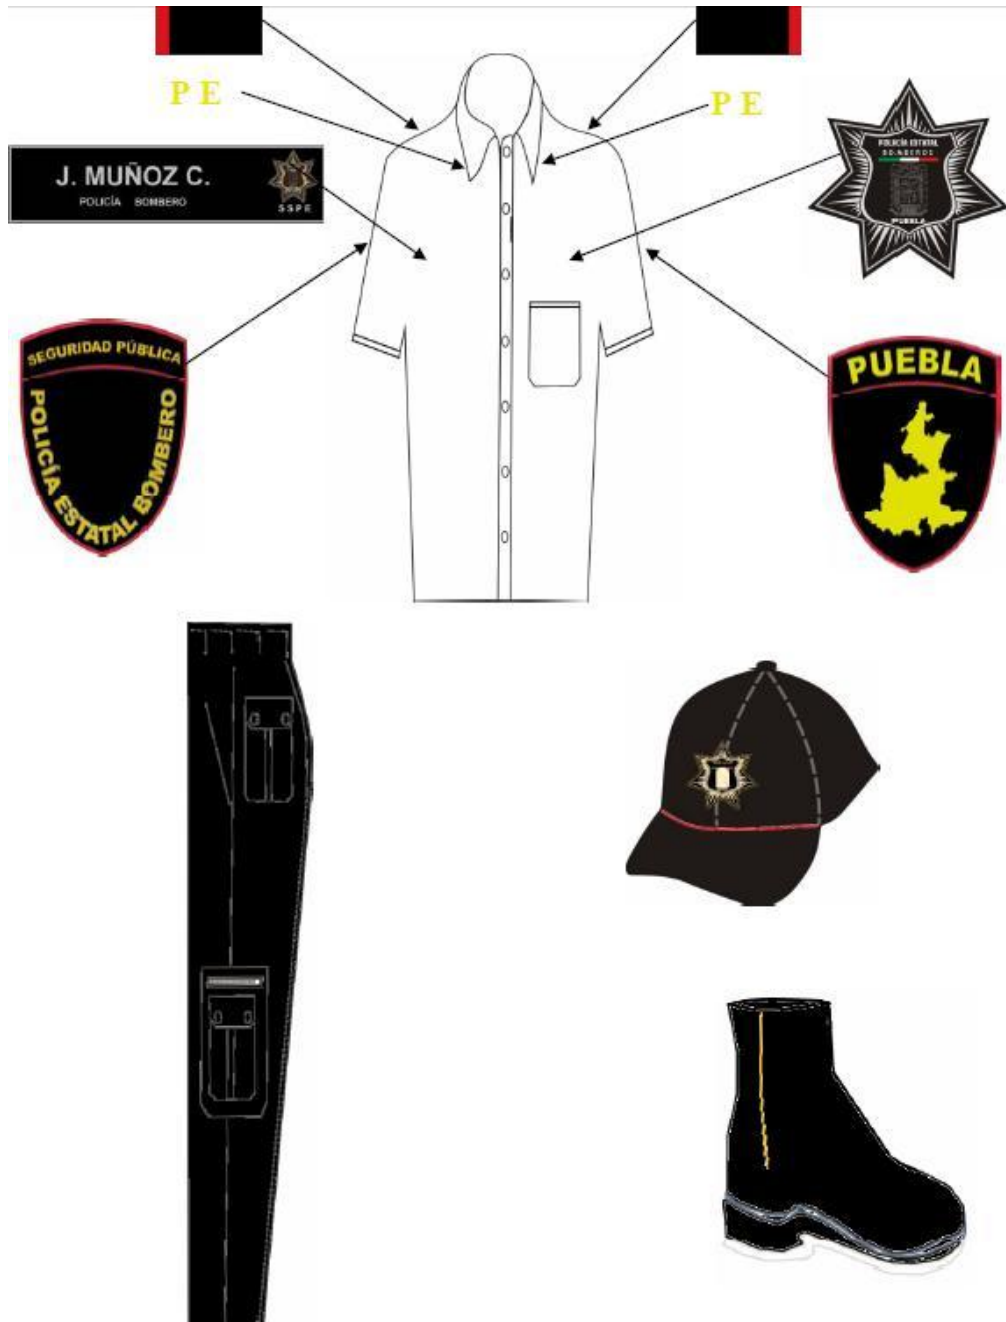 P E
P E
J. MUÑOZ C.
POLICÍA BOMBERO
SSPE
POLICÍA ESTATAL
BOMBEROS
PUEBLA
SEGURIDAD PÚBLICA
POLICÍA ESTATAL BOMBERO
PUEBLA